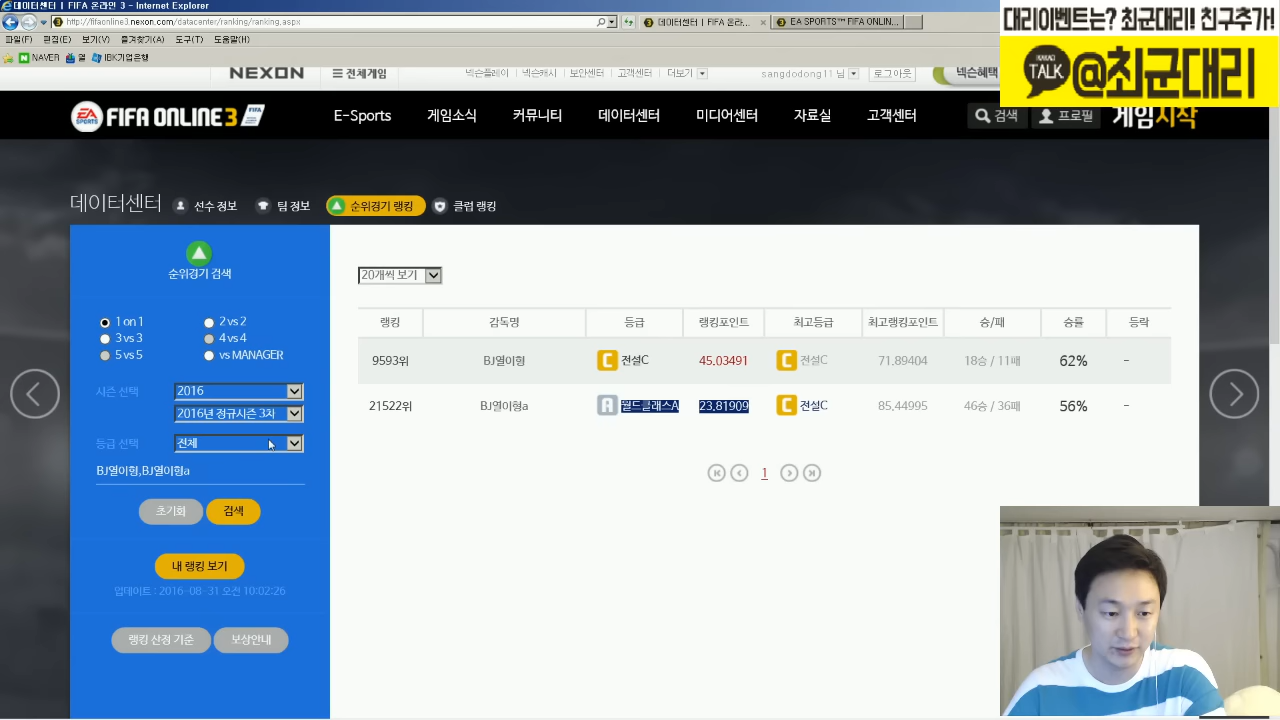 데이터센터 | FIFA 온라인 3 - Internet Explorer
http://fifaonline3.nexon.com/datacenter/ranking/ranking.aspx
데이터센터 | FIFA 온라...
EA SPORTS™ FIFA ONLIN...
파일(F) 편집(E) 보기(V) 즐겨찾기(A) 도구(T) 도움말(H)
NAVER 멜 IBK기업은행
대리이벤트는? 최군대리! 친구추가!
TALK @최군대리
NEXON 전체게임 넥슨플레이 넥슨캐시 보안센터 고객센터 더보기 sangdodong11 님 로그아웃 넥슨혜택
EA SPORTS FIFA ONLINE 3 E-Sports 게임소식 커뮤니티 데이터센터 미디어센터 자료실 고객센터 검색 프로필 게임시작
데이터센터 선수 정보 팀 정보 순위경기 랭킹 클럽 랭킹
순위경기 검색
1 on 1 2 vs 2
3 vs 3 4 vs 4
5 vs 5 vs MANAGER
시즌 선택 2016
2016년 정규시즌 3차
등급 선택 전체
BJ열이형,BJ열이형a
초기화 검색
내 랭킹 보기
업데이트 : 2016-08-31 오전 10:02:26
랭킹 산정 기준 보상안내
20개씩 보기
랭킹 감독명 등급 랭킹포인트 최고등급 최고랭킹포인트 승/패 승률 등락
9593위 BJ열이형 C 전설C 45.03491 C 전설C 71.89404 18승 / 11패 62% -
21522위 BJ열이형a A 월드클래스A 23.81909 C 전설C 85.44995 46승 / 36패 56% -
1